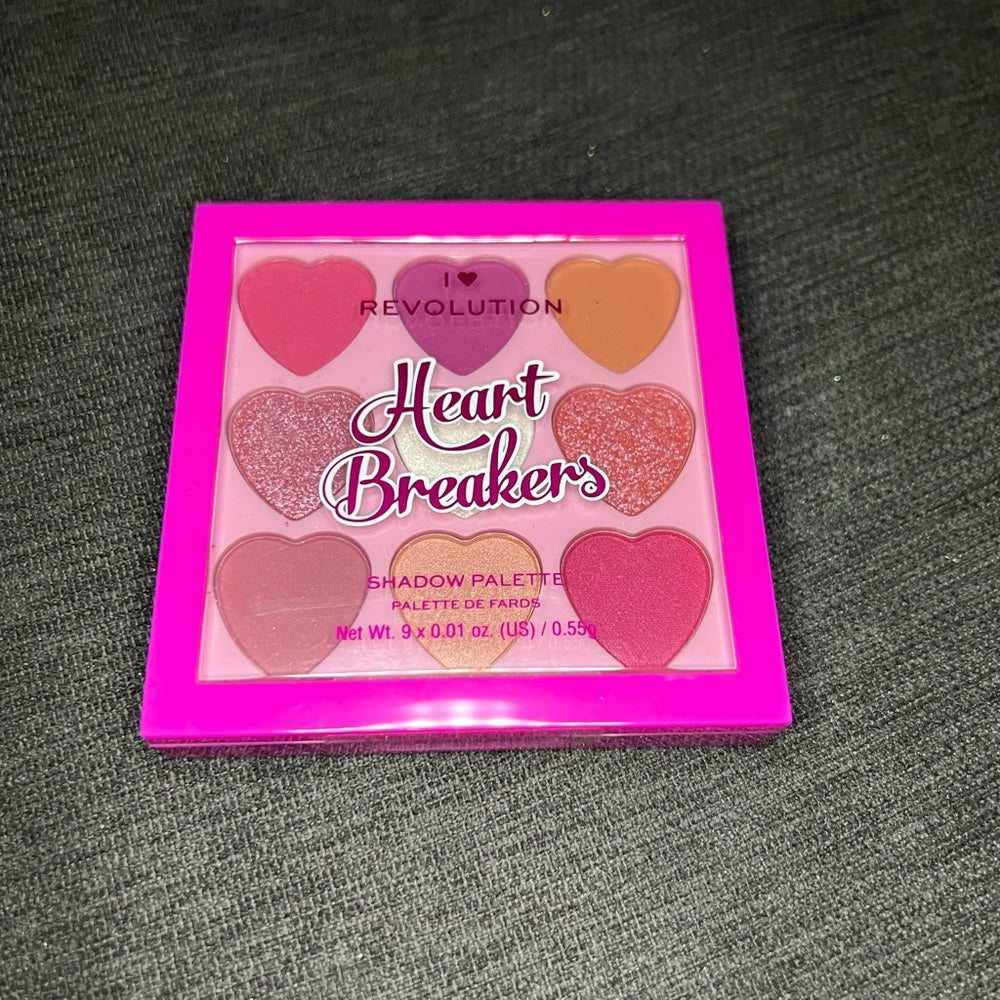 I ♥
REVOLUTION
Heart
Breakers
SHADOW PALETTE
PALETTE DE FARDS
Net Wt. 9 x 0.01 oz. (US) / 0.55g